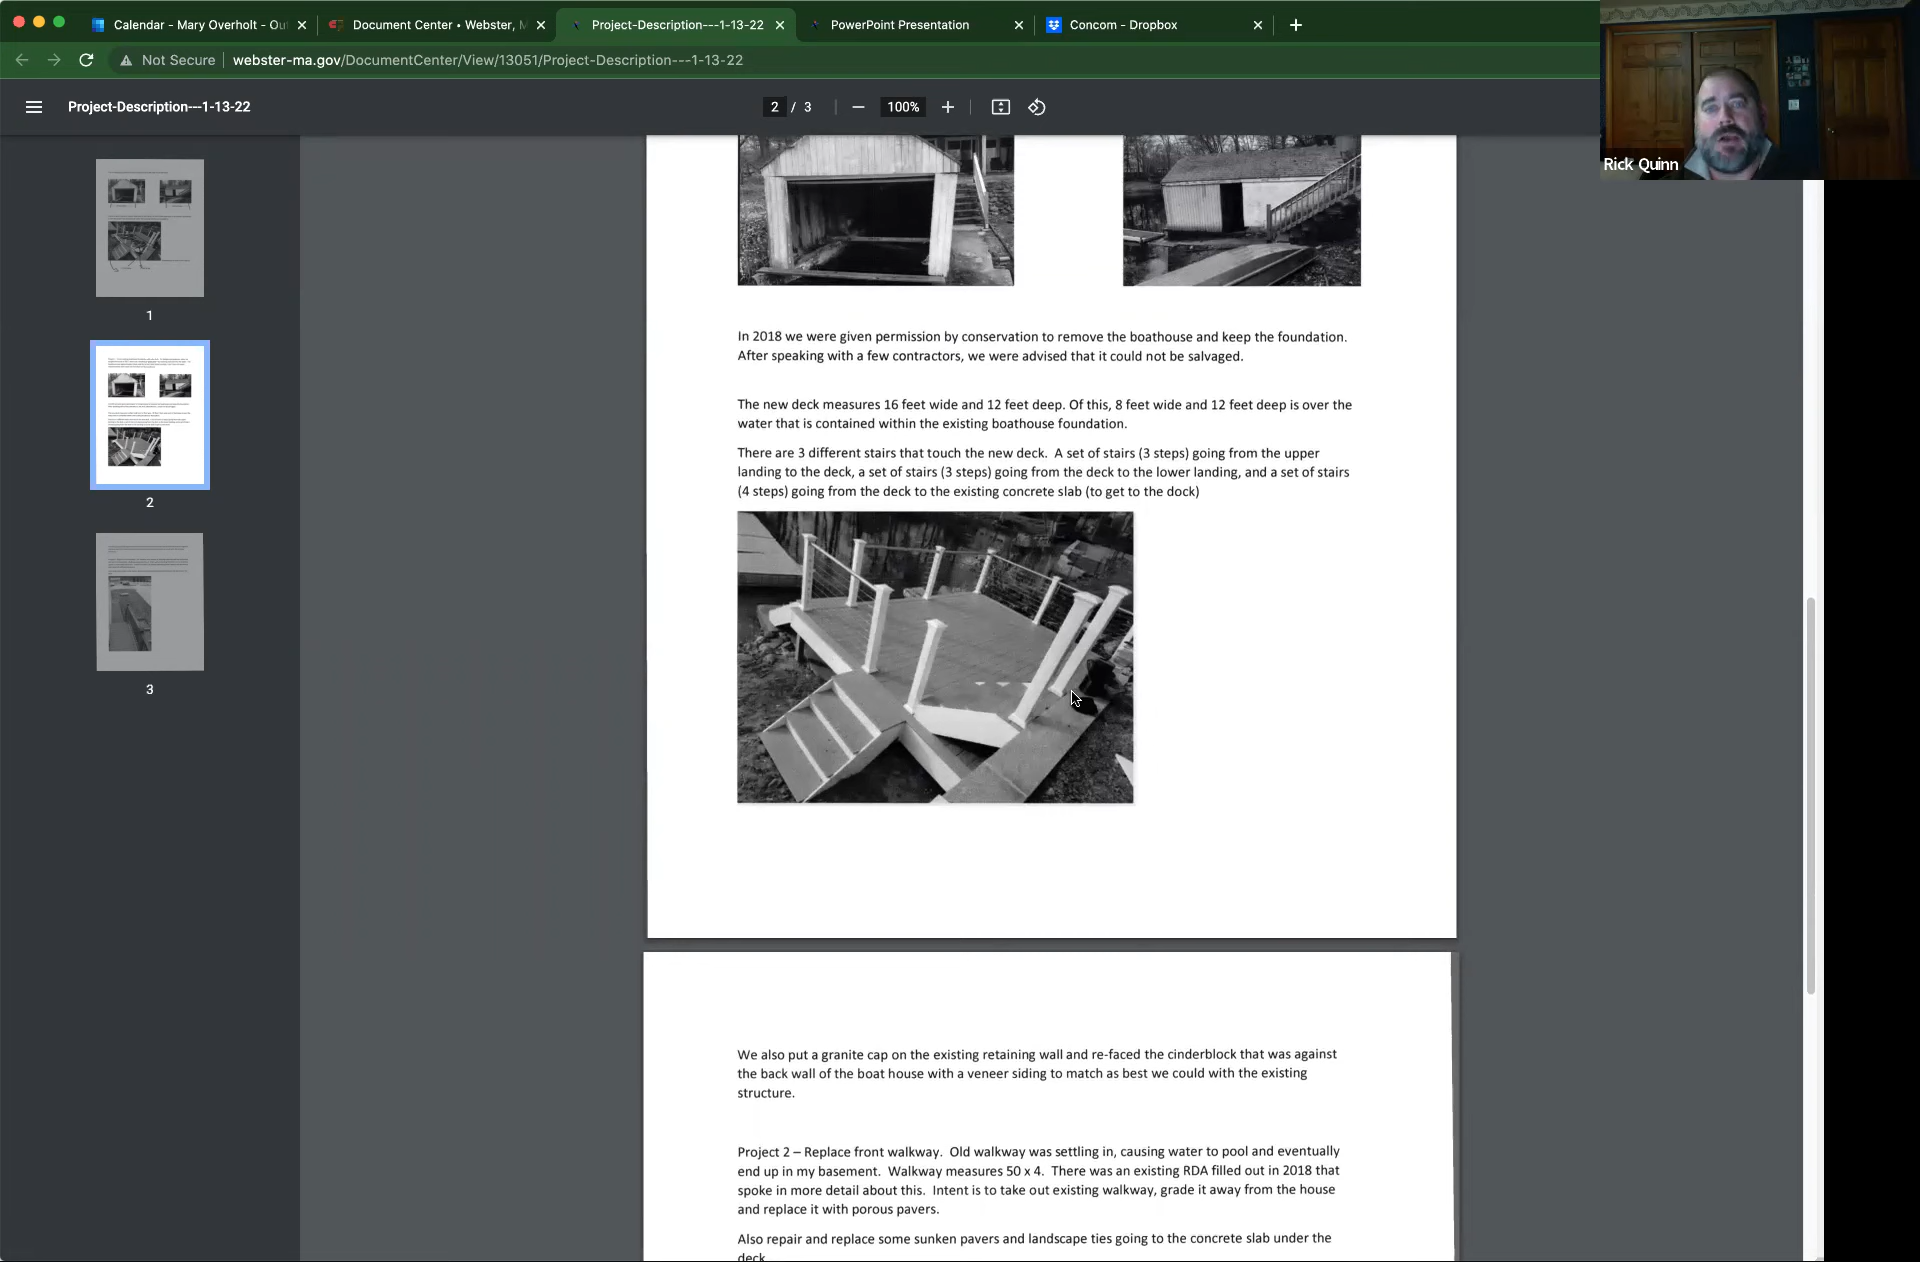 Calendar - Mary Overholt - Ou
Document Center • Webster, M
Project-Description---1-13-22
PowerPoint Presentation
Concom - Dropbox
Not Secure
webster-ma.gov/DocumentCenter/View/13051/Project-Description---1-13-22
Project-Description---1-13-22
2 / 3
100%
Rick Quinn
1
2
3
In 2018 we were given permission by conservation to remove the boathouse and keep the foundation.
After speaking with a few contractors, we were advised that it could not be salvaged.
The new deck measures 16 feet wide and 12 feet deep. Of this, 8 feet wide and 12 feet deep is over the
water that is contained within the existing boathouse foundation.
There are 3 different stairs that touch the new deck. A set of stairs (3 steps) going from the upper
landing to the deck, a set of stairs (3 steps) going from the deck to the lower landing, and a set of stairs
(4 steps) going from the deck to the existing concrete slab (to get to the dock)
We also put a granite cap on the existing retaining wall and re-faced the cinderblock that was against
the back wall of the boat house with a veneer siding to match as best we could with the existing
structure.
Project 2 – Replace front walkway. Old walkway was settling in, causing water to pool and eventually
end up in my basement. Walkway measures 50 x 4. There was an existing RDA filled out in 2018 that
spoke in more detail about this. Intent is to take out existing walkway, grade it away from the house
and replace it with porous pavers.
Also repair and replace some sunken pavers and landscape ties going to the concrete slab under the
deck